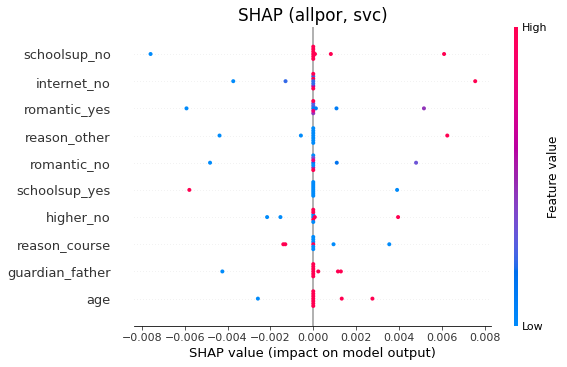 SHAP (allpor, svc)
High
schoolsup_no
internet_no
romantic_yes
reason_other
romantic_no
schoolsup_yes
higher_no
reason_course
guardian_father
age
Feature value
Low
−0.008 −0.006 −0.004 −0.002 0.000 0.002 0.004 0.006 0.008
SHAP value (impact on model output)